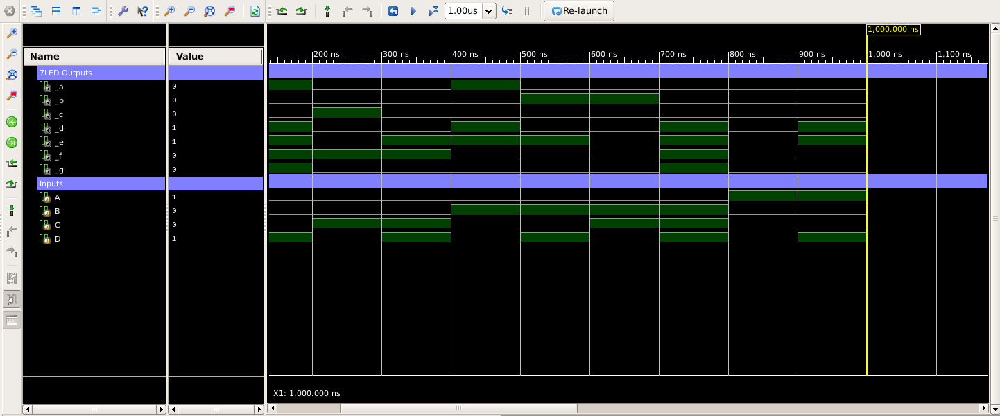 1.00us Re-launch
1,000.000 ns
Name Value
200 ns 300 ns 400 ns 500 ns 600 ns 700 ns 800 ns 900 ns 1,000 ns 1,100 ns
7LED Outputs
_a 0
_b 0
_c 0
_d 1
_e 1
_f 0
_g 0
Inputs
A 1
B 0
C 0
D 1
X1: 1,000.000 ns